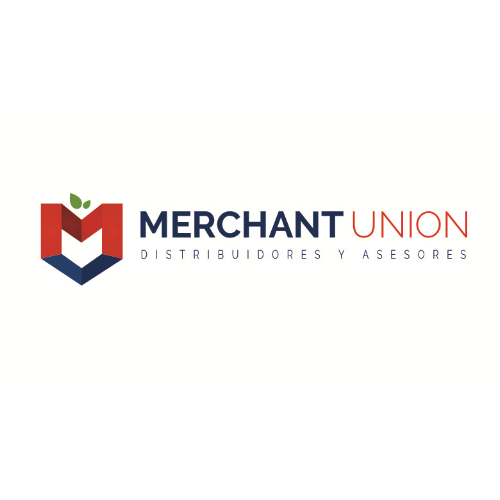 MERCHANT UNION
DISTRIBUIDORES Y ASESORES